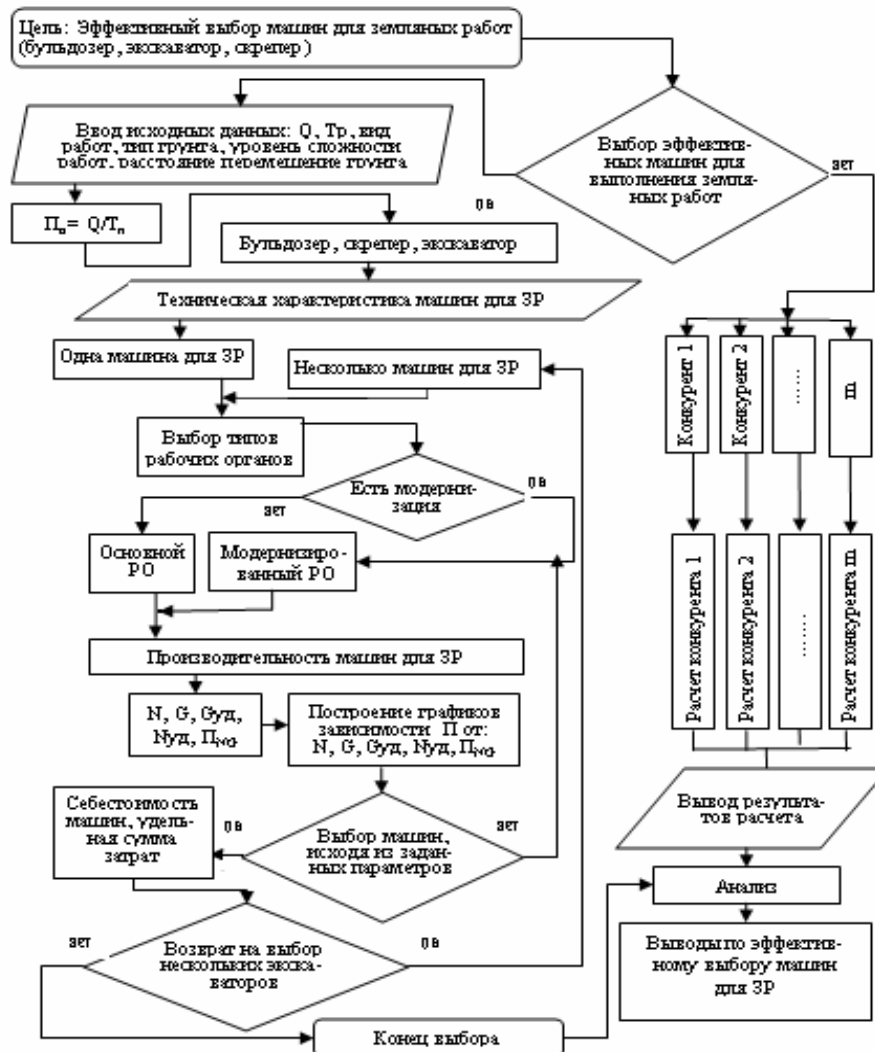 Цель: Эффективный выбор машин для земляных работ
(бульдозер, экскаватор, скрепер)
Ввод исходных данных: Q, Тр, вид
работ, тип грунта, уровень сложности
работ, расстояние перемещение грунта
Выбор эффектив-
ных машин для
выполнения земля-
ных работ
нет
да
Бульдозер, скрепер, экскаватор
Техническая характеристика машин для ЗР
Одна машина для ЗР
Несколько машин для ЗР
Выбор типов
рабочих органов
Есть модерни-
зация
да
нет
Основной
РО
Модернизиро-
ванный РО
Производительность машин для ЗР
N, G, Gуд,
Nуд, П_NG
Построение графиков
зависимости П от:
N, G, Gуд, Nуд, П_NG
Себестоимость
машин, удель-
ная сумма
затрат
да
Выбор машин,
исходя из задан-
ных параметров
нет
нет
Возврат на выбор
нескольких экска-
ваторов
да
Конец выбора
Конкурент 1
Конкурент 2
........
m
Расчет конкурента 1
Расчет конкурента 2
........
Расчет конкурента m
Вывод результа-
тов расчета
Анализ
Выводы по эффектив-
ному выбору машин
для ЗР